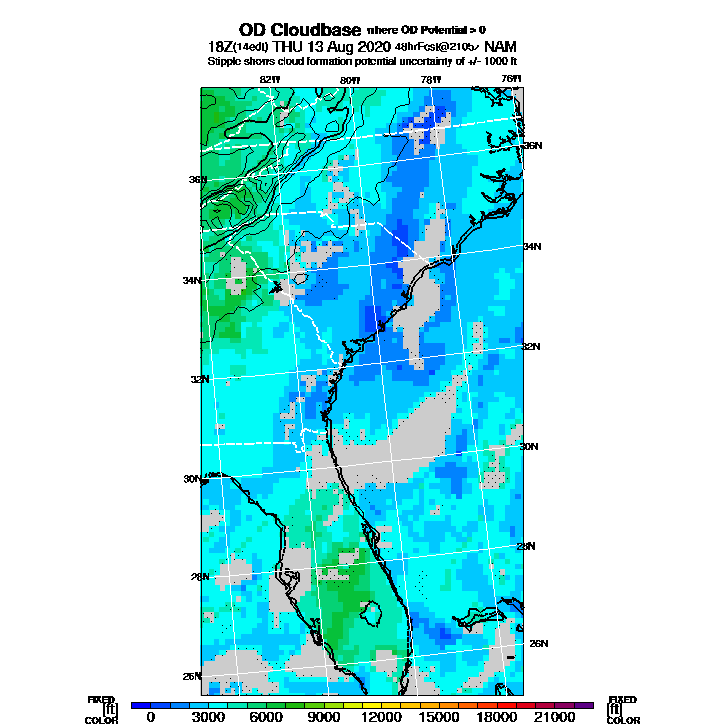 OD Cloudbase where OD Potential > 0
18Z(14edt) THU 13 Aug 2020 48hrFcst@2105z NAM
Stipple shows cloud formation potential uncertainty of +/- 1000 ft
82W 80W 78W 76W
36N
36N
34N
34N
32N
32N
30N
30N
28N
28N
26N
26N
FIXED FIXED
[ft] 0 3000 6000 9000 12000 15000 18000 21000 [ft]
COLOR COLOR